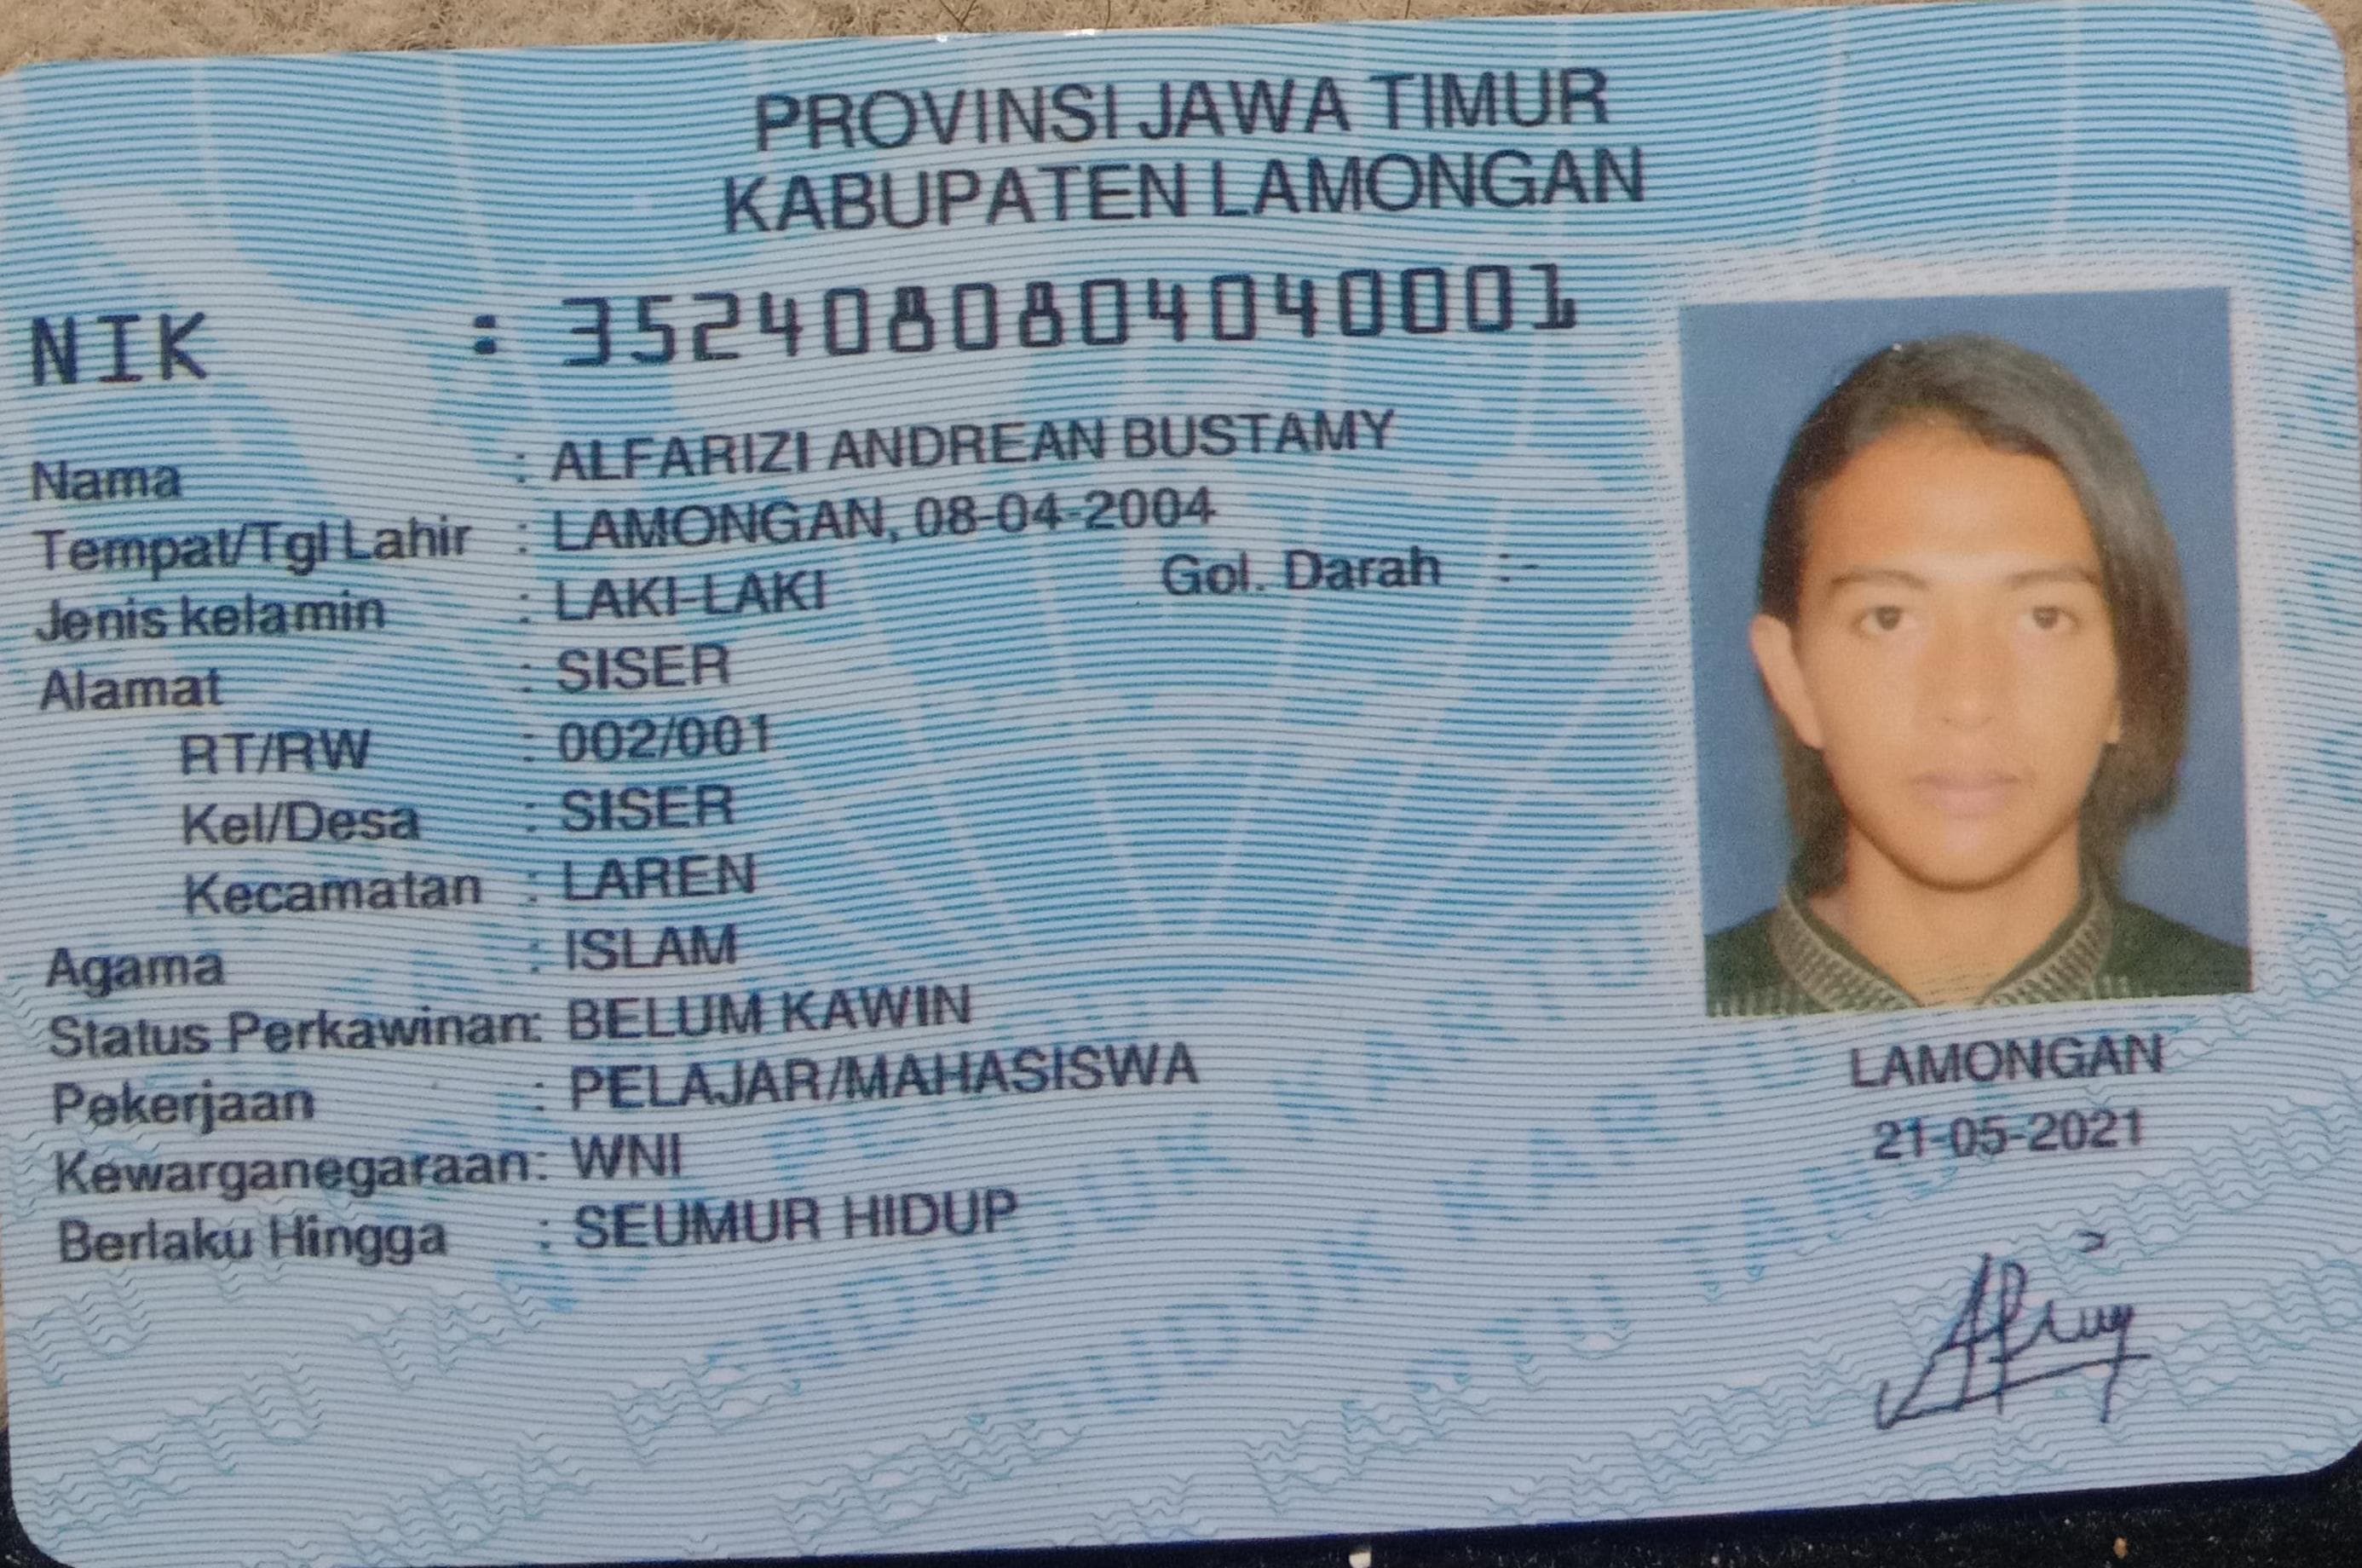 PROVINSI JAWA TIMUR
KABUPATEN LAMONGAN
NIK : 3524080804040001
Nama : ALFARIZI ANDREAN BUSTAMY
Tempat/Tgl Lahir : LAMONGAN, 08-04-2004
Jenis kelamin : LAKI-LAKI Gol. Darah :-
Alamat : SISER
RT/RW : 002/001
Kel/Desa : SISER
Kecamatan : LAREN
Agama : ISLAM
Status Perkawinan: BELUM KAWIN
Pekerjaan : PELAJAR/MAHASISWA
Kewarganegaraan: WNI
Berlaku Hingga : SEUMUR HIDUP
LAMONGAN
21-05-2021